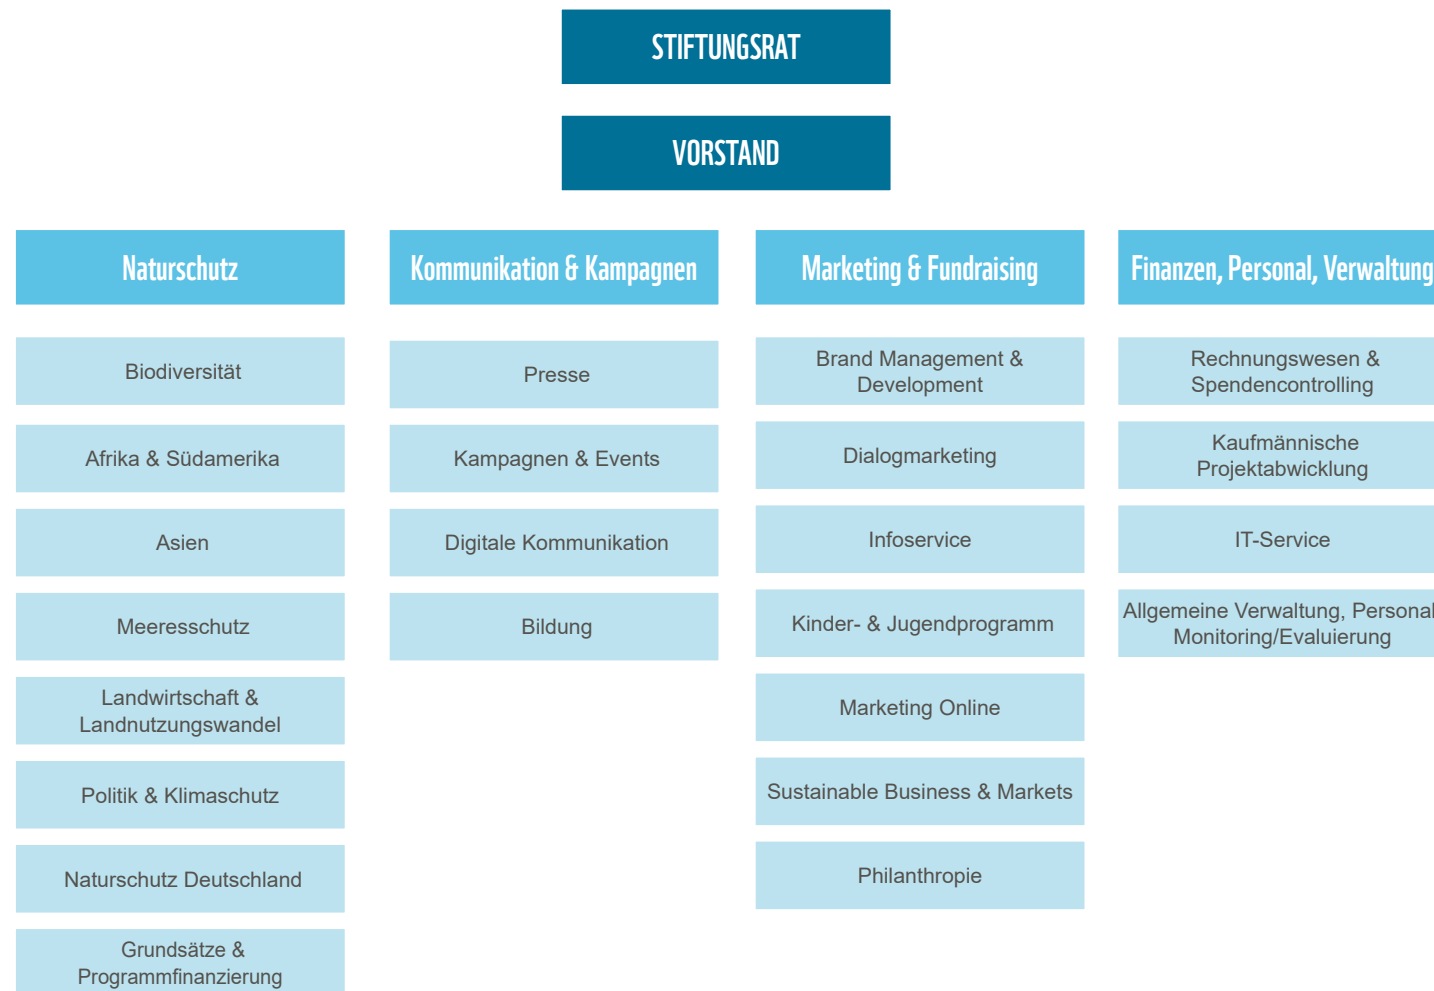 STIFTUNGSRAT
VORSTAND
Naturschutz
Biodiversität
Afrika & Südamerika
Asien
Meeresschutz
Landwirtschaft &
Landnutzungswandel
Politik & Klimaschutz
Naturschutz Deutschland
Grundsätze &
Programmfinanzierung
Kommunikation & Kampagnen
Presse
Kampagnen & Events
Digitale Kommunikation
Bildung
Marketing & Fundraising
Brand Management &
Development
Dialogmarketing
Infoservice
Kinder- & Jugendprogramm
Marketing Online
Sustainable Business & Markets
Philanthropie
Finanzen, Personal, Verwaltung
Rechnungswesen &
Spendencontrolling
Kaufmännische
Projektabwicklung
IT-Service
Allgemeine Verwaltung, Personal
Monitoring/Evaluierung